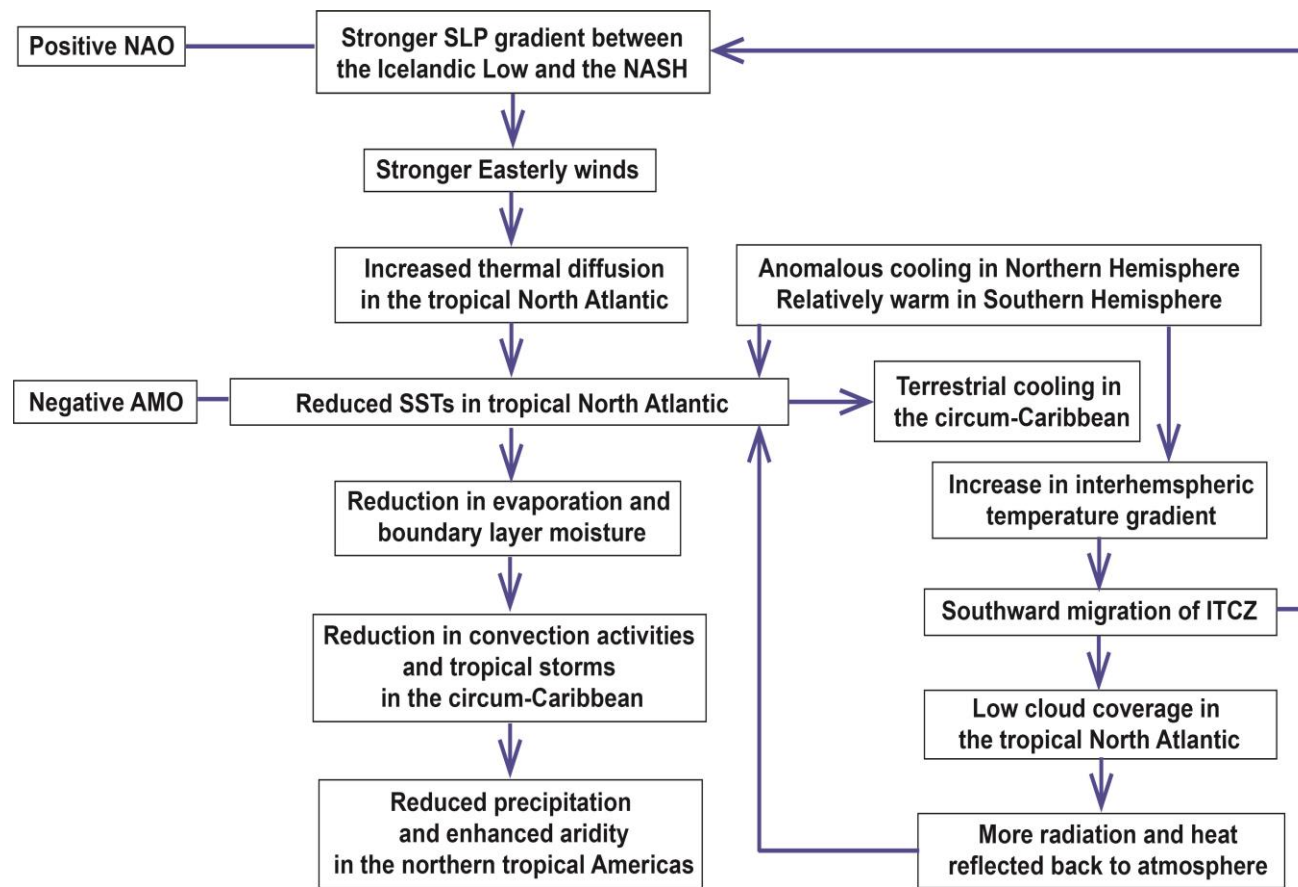 Positive NAO
Stronger SLP gradient between
the Icelandic Low and the NASH
Stronger Easterly winds
Increased thermal diffusion
in the tropical North Atlantic
Anomalous cooling in Northern Hemisphere
Relatively warm in Southern Hemisphere
Negative AMO
Reduced SSTs in tropical North Atlantic
Terrestrial cooling in
the circum-Caribbean
Reduction in evaporation and
boundary layer moisture
Increase in interhemspheric
temperature gradient
Reduction in convection activities
and tropical storms
in the circum-Caribbean
Southward migration of ITCZ
Low cloud coverage in
the tropical North Atlantic
Reduced precipitation
and enhanced aridity
in the northern tropical Americas
More radiation and heat
reflected back to atmosphere